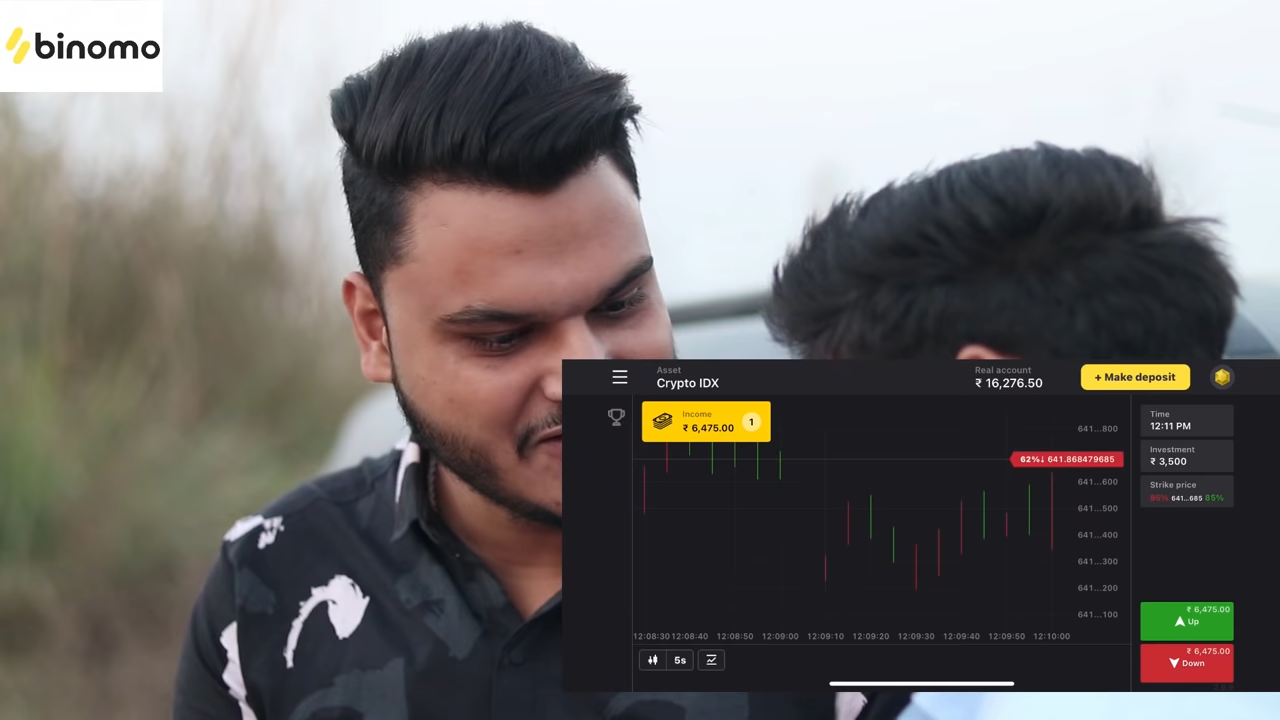 binomo
Asset
Crypto IDX
Real account
₹ 16,276.50
+ Make deposit
Income
₹ 6,475.00
1
641...800
62%↓ 641.868479685
641...600
641...500
641...400
641...300
641...200
641...100
12:08:30 12:08:40 12:08:50 12:09:00 12:09:10 12:09:20 12:09:30 12:09:40 12:09:50 12:10:00
5s
Time
12:11 PM
Investment
₹ 3,500
Strike price
641...685 85%
₹ 6,475.00
Up
₹ 6,475.00
Down